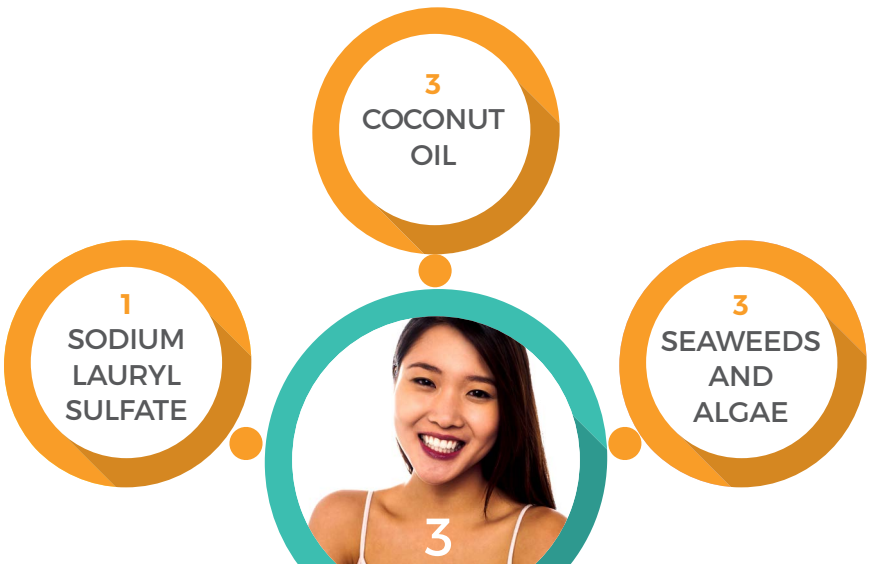 3
COCONUT
OIL
1
SODIUM
LAURYL
SULFATE
3
SEAWEEDS
AND
ALGAE
3